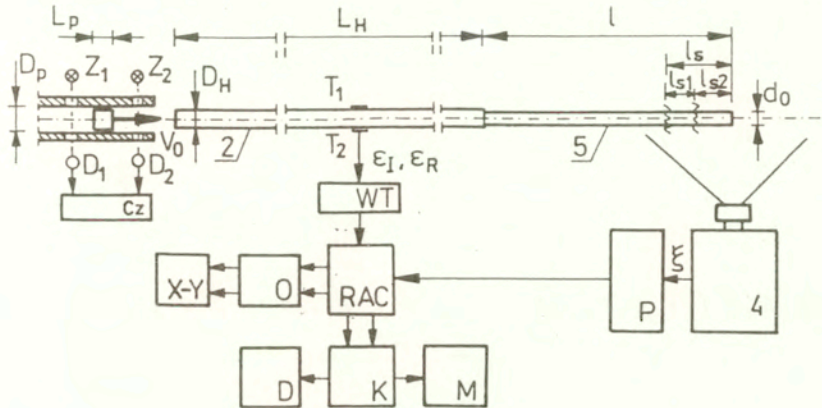 Lp LH l
Dp Z1 Z2 DH T1 ls
ls1 ls2 d0
V0 2 T2 5
D1 D2 εI, εR
Cz WT
X-Y O RAC P ξ 4
D K M